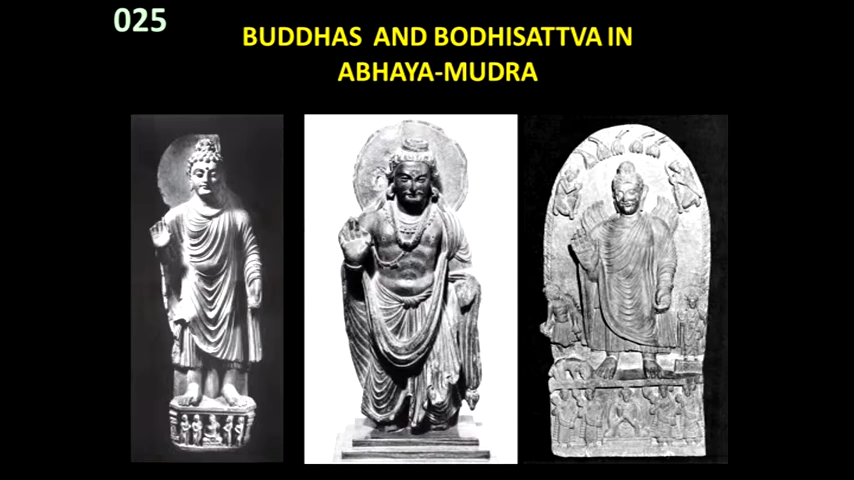 025
BUDDHAS AND BODHISATTVA IN
ABHAYA-MUDRA